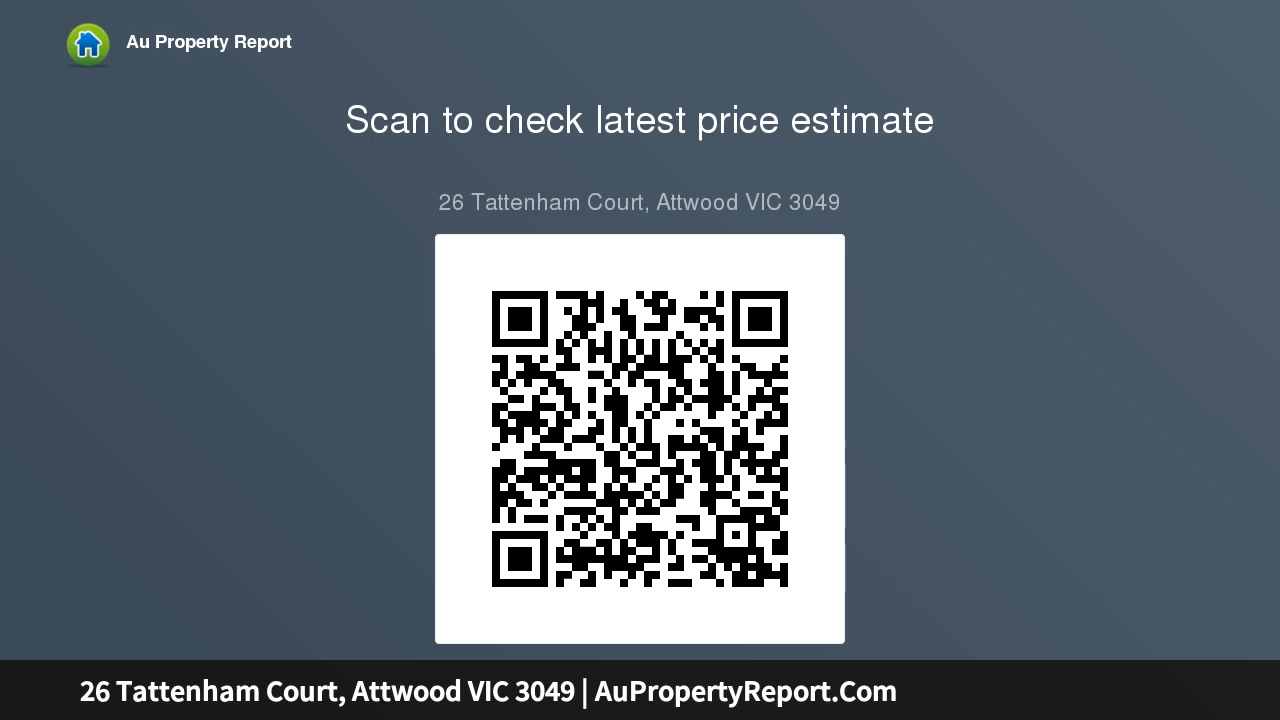 Au Property Report
Scan to check latest price estimate
26 Tattenham Court, Attwood VIC 3049
26 Tattenham Court, Attwood VIC 3049 | AuPropertyReport.Com